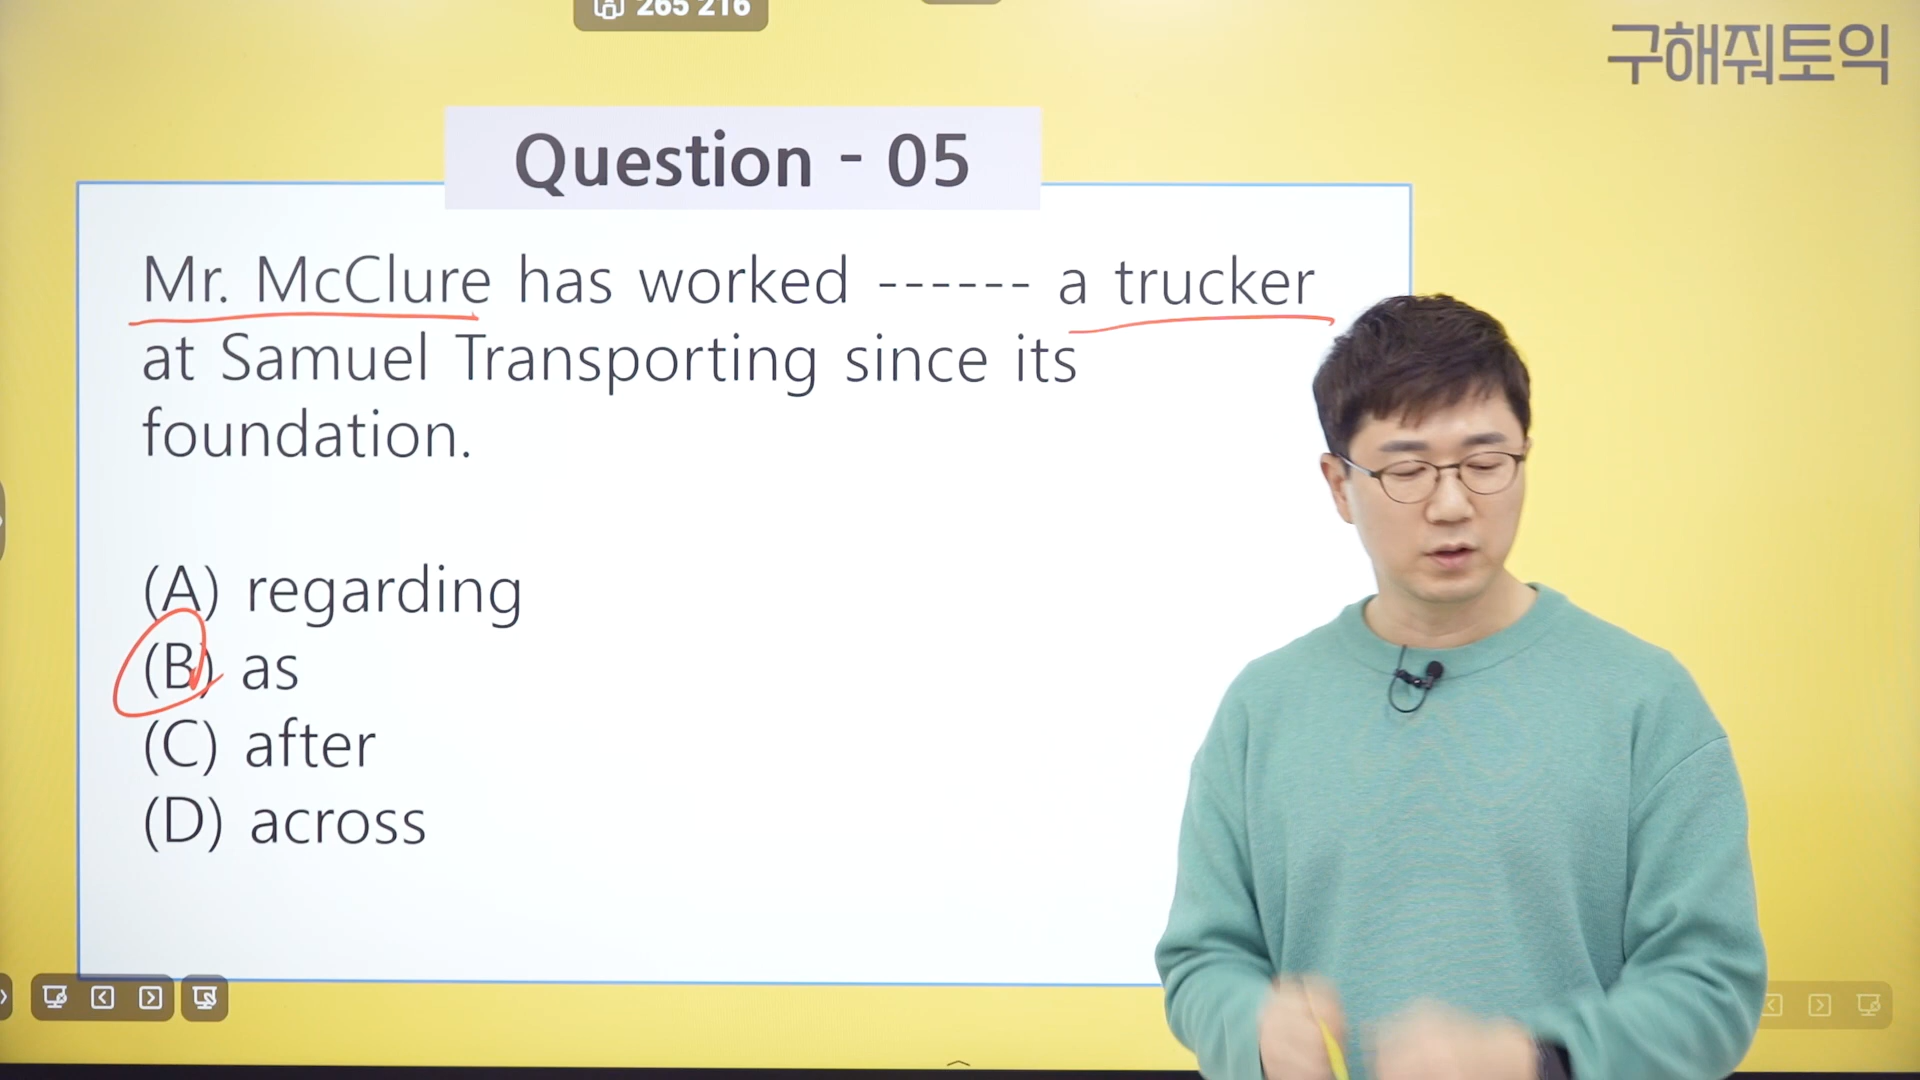 265 216
구해줘토익
Question - 05
Mr. McClure has worked ------ a trucker
at Samuel Transporting since its
foundation.
(A) regarding
(B) as
(C) after
(D) across